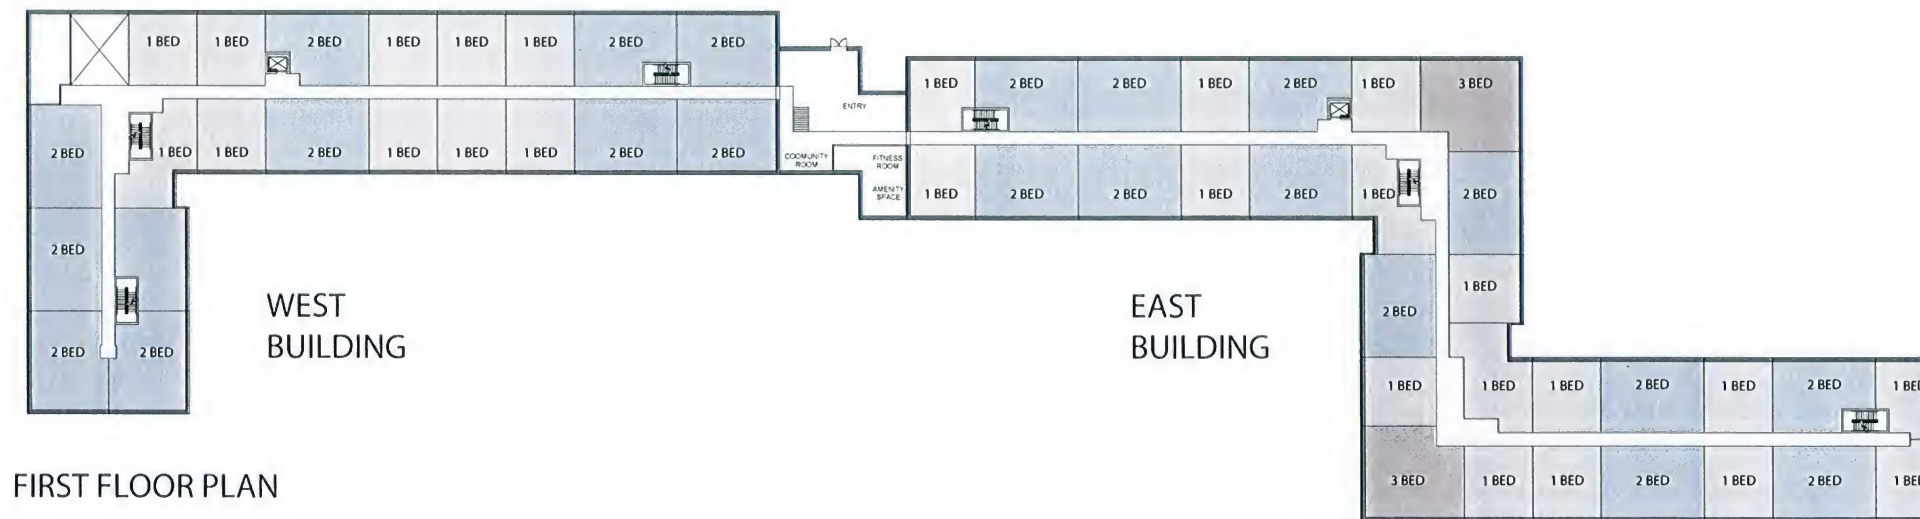 1 BED 1 BED 2 BED 1 BED 1 BED 1 BED 2 BED 2 BED
1 BED 2 BED 2 BED 1 BED 2 BED 1 BED 3 BED
ENTRY
2 BED 1 BED 1 BED 2 BED 1 BED 1 BED 1 BED 2 BED 2 BED
COOMUNITY
ROOM
FITNESS
ROOM
AMENITY
SPACE
1 BED 2 BED 2 BED 1 BED 2 BED 1 BED 2 BED
2 BED
1 BED
WEST
BUILDING
EAST
BUILDING
2 BED
2 BED 2 BED
1 BED 1 BED 1 BED 2 BED 1 BED 2 BED 1 BED
3 BED 1 BED 1 BED 2 BED 1 BED 2 BED 1 BED
FIRST FLOOR PLAN